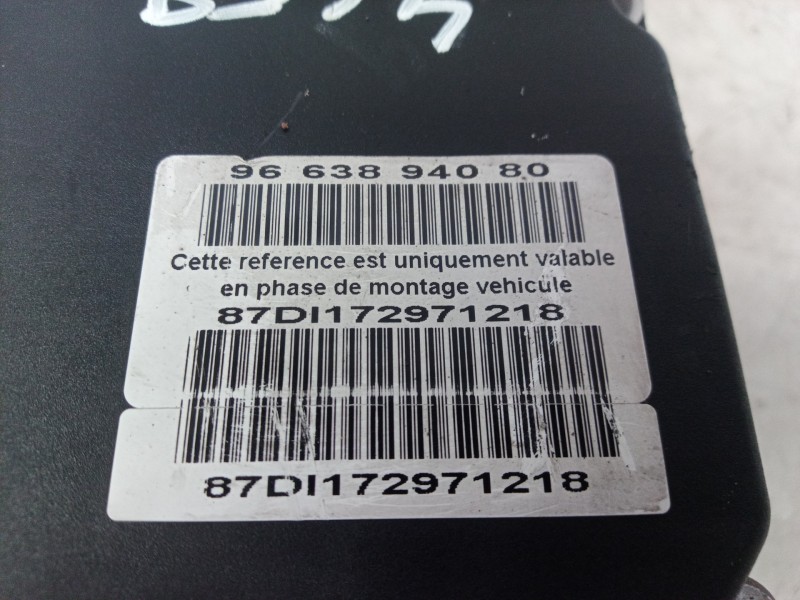 96 638 940 80
Cette reference est uniquement valable
en phase de montage vehicule
87DI172971218
87DI172971218